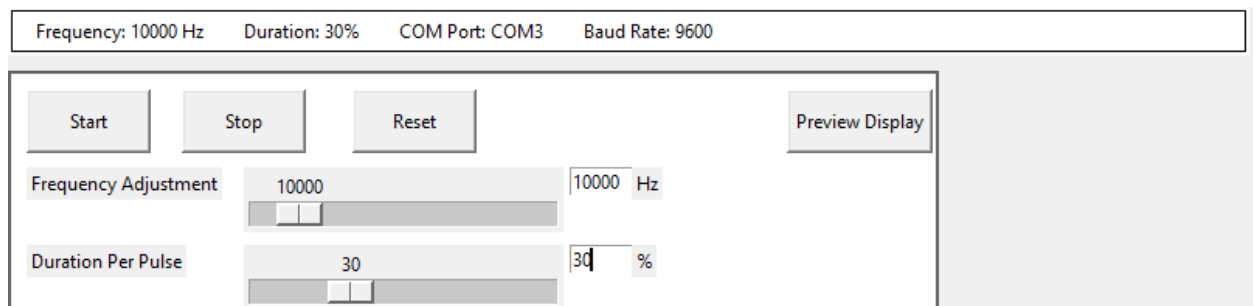 Frequency: 10000 Hz Duration: 30% COM Port: COM3 Baud Rate: 9600
Start Stop Reset Preview Display
Frequency Adjustment 10000 10000 Hz
Duration Per Pulse 30 30 %